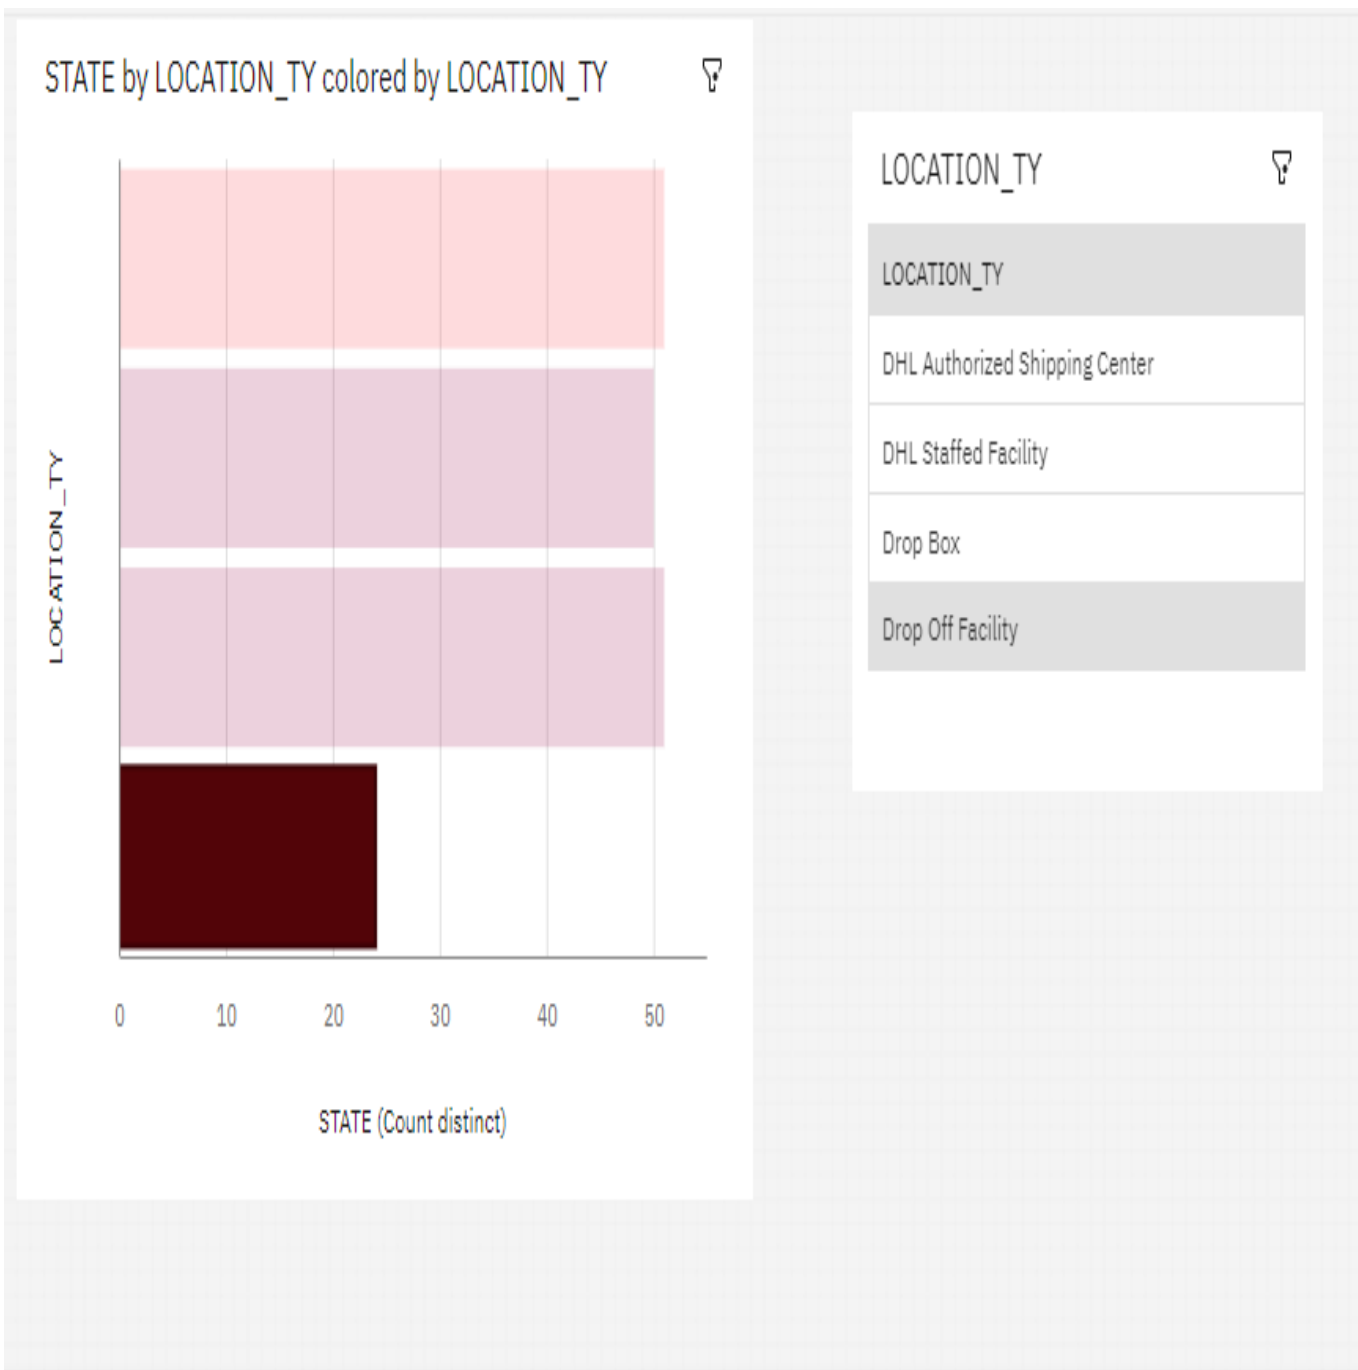 STATE by LOCATION_TY colored by LOCATION_TY
LOCATION_TY
0 10 20 30 40 50
STATE (Count distinct)
LOCATION_TY
LOCATION_TY
DHL Authorized Shipping Center
DHL Staffed Facility
Drop Box
Drop Off Facility